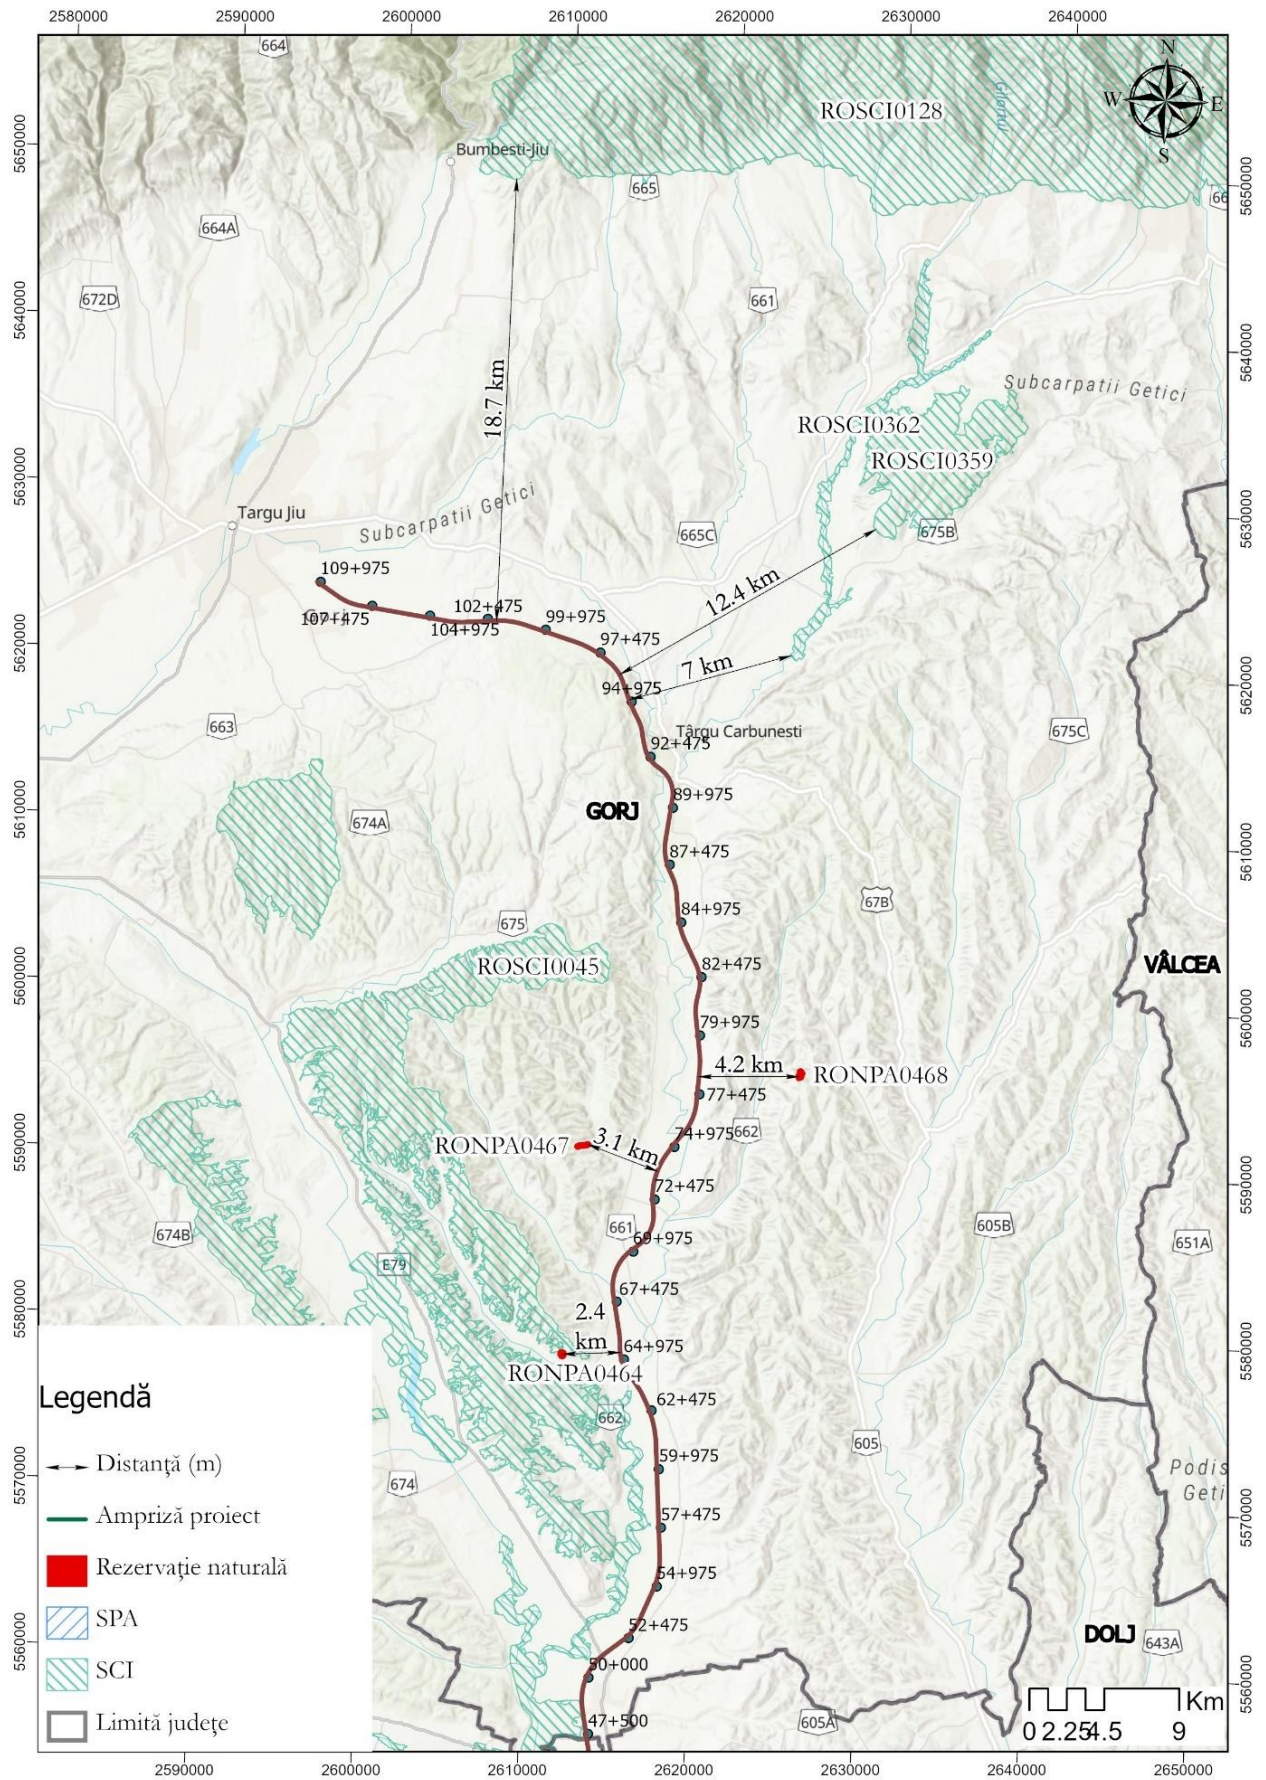 2580000 2590000 2600000 2610000 2620000 2630000 2640000
664
ROSCI0128
Gilortul
N
W E
S
5650000
Bumbesti-Jiu
665
5650000
66
664A
672D
661
5640000
5640000
18.7 km
Subcarpatii Getici
ROSCI0362
ROSCI0359
5630000
Targu Jiu
Subcarpatii Getici
665C
675B
5630000
109+975
12.4 km
107+475
Gorj
104+975
102+475
99+975
97+475
5620000
7 km
94+975
5620000
663
Târgu Carbunesti
675C
92+475
89+975
GORJ
5610000
674A
87+475
5610000
67B
84+975
675
ROSCI0045
82+475
VÂLCEA
5600000
79+975
5600000
4.2 km
RONPA0468
77+475
74+975
662
RONPA0467
3.1 km
5590000
72+475
5590000
674B
661
605B
651A
69+975
E79
67+475
5580000
2.4
km
64+975
5580000
RONPA0464
62+475
662
605
59+975
674
5570000
Podis
Geti
57+475
5570000
54+975
52+475
DOLJ
643A
5560000
50+000
5560000
47+500
605A
Legendă
Distanță (m)
Ampriză proiect
Rezervație naturală
SPA
SCI
Limită județe
Km
0 2.25 4.5 9
2590000 2600000 2610000 2620000 2630000 2640000 2650000